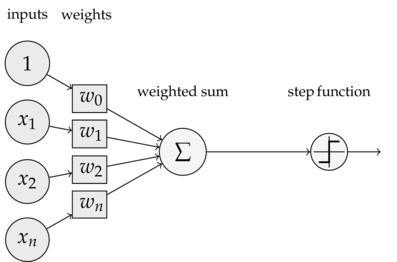 inputs weights
1
w0
weighted sum
step function
x1
w1
Σ
x2
w2
xn
wn